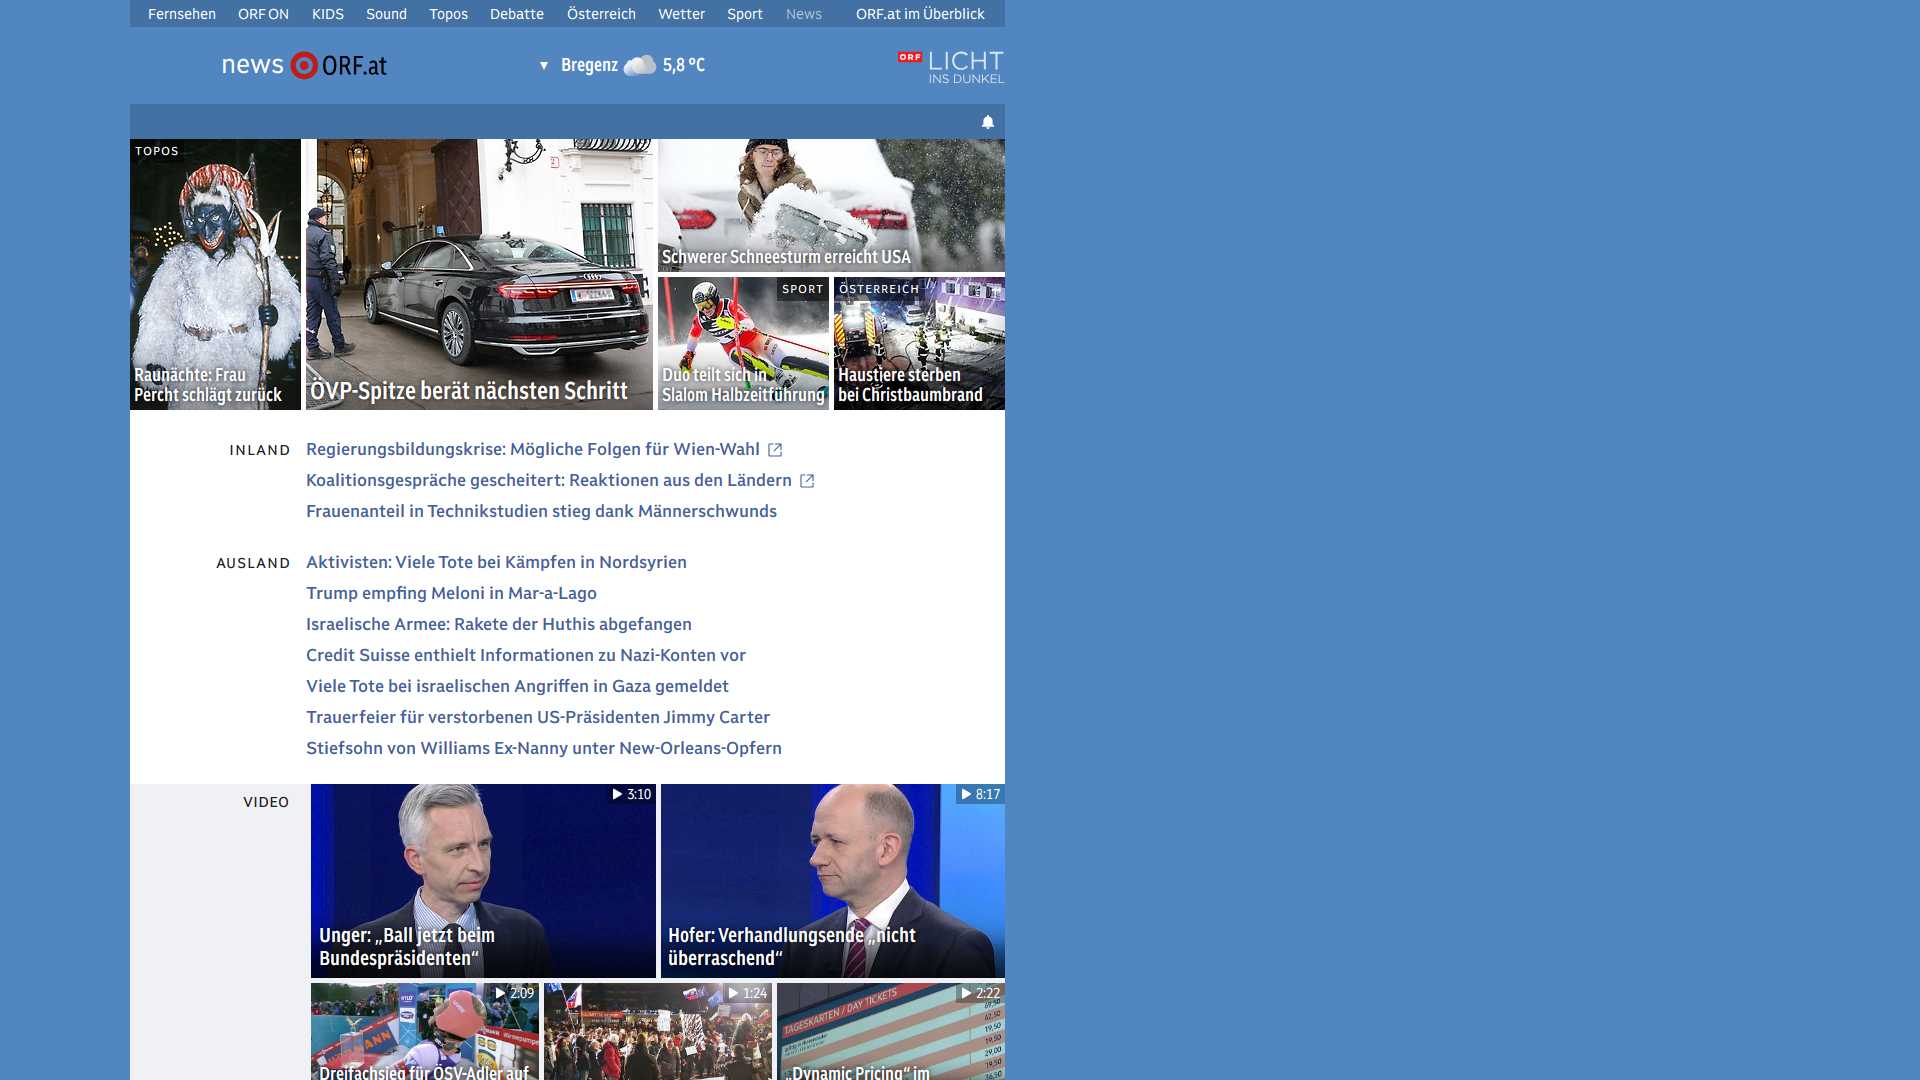 Fernsehen ORF ON KIDS Sound Topos Debatte Österreich Wetter Sport News ORF.at im Überblick
news ORF.at
▼ Bregenz 5,8 °C
ORF LICHT
INS DUNKEL
TOPOS
Raunächte: Frau
Percht schlägt zurück
ÖVP-Spitze berät nächsten Schritt
Schwerer Schneesturm erreicht USA
SPORT
Duo teilt sich in
Slalom Halbzeitführung
ÖSTERREICH
Haustiere sterben
bei Christbaumbrand
INLAND
Regierungsbildungskrise: Mögliche Folgen für Wien-Wahl
Koalitionsgespräche gescheitert: Reaktionen aus den Ländern
Frauenanteil in Technikstudien stieg dank Männerschwunds
AUSLAND
Aktivisten: Viele Tote bei Kämpfen in Nordsyrien
Trump empfing Meloni in Mar-a-Lago
Israelische Armee: Rakete der Huthis abgefangen
Credit Suisse enthielt Informationen zu Nazi-Konten vor
Viele Tote bei israelischen Angriffen in Gaza gemeldet
Trauerfeier für verstorbenen US-Präsidenten Jimmy Carter
Stiefsohn von Williams Ex-Nanny unter New-Orleans-Opfern
VIDEO
3:10
Unger: „Ball jetzt beim
Bundespräsidenten“
8:17
Hofer: Verhandlungsende „nicht
überraschend“
2:09
Dreifachsieg für ÖSV-Adler auf
1:24
2:22
TAGESKARTEN / DAY TICKETS
„Dynamic Pricing“ im